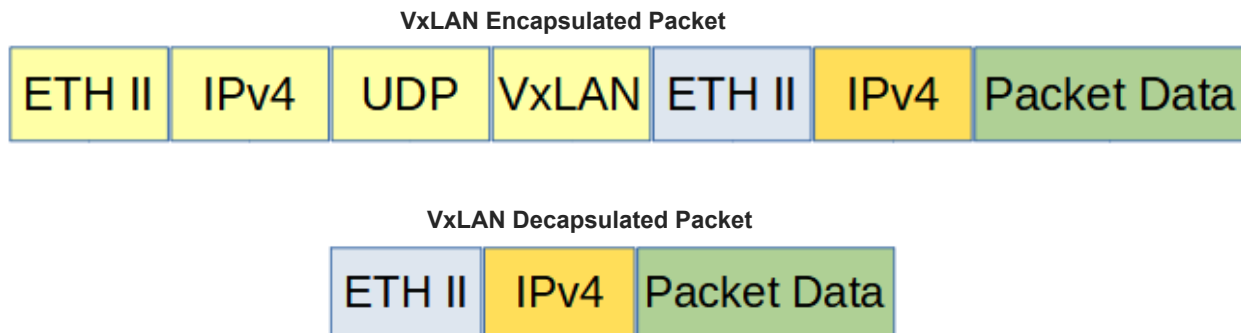 VxLAN Encapsulated Packet
ETH II IPv4 UDP VxLAN ETH II IPv4 Packet Data
VxLAN Decapsulated Packet
ETH II IPv4 Packet Data